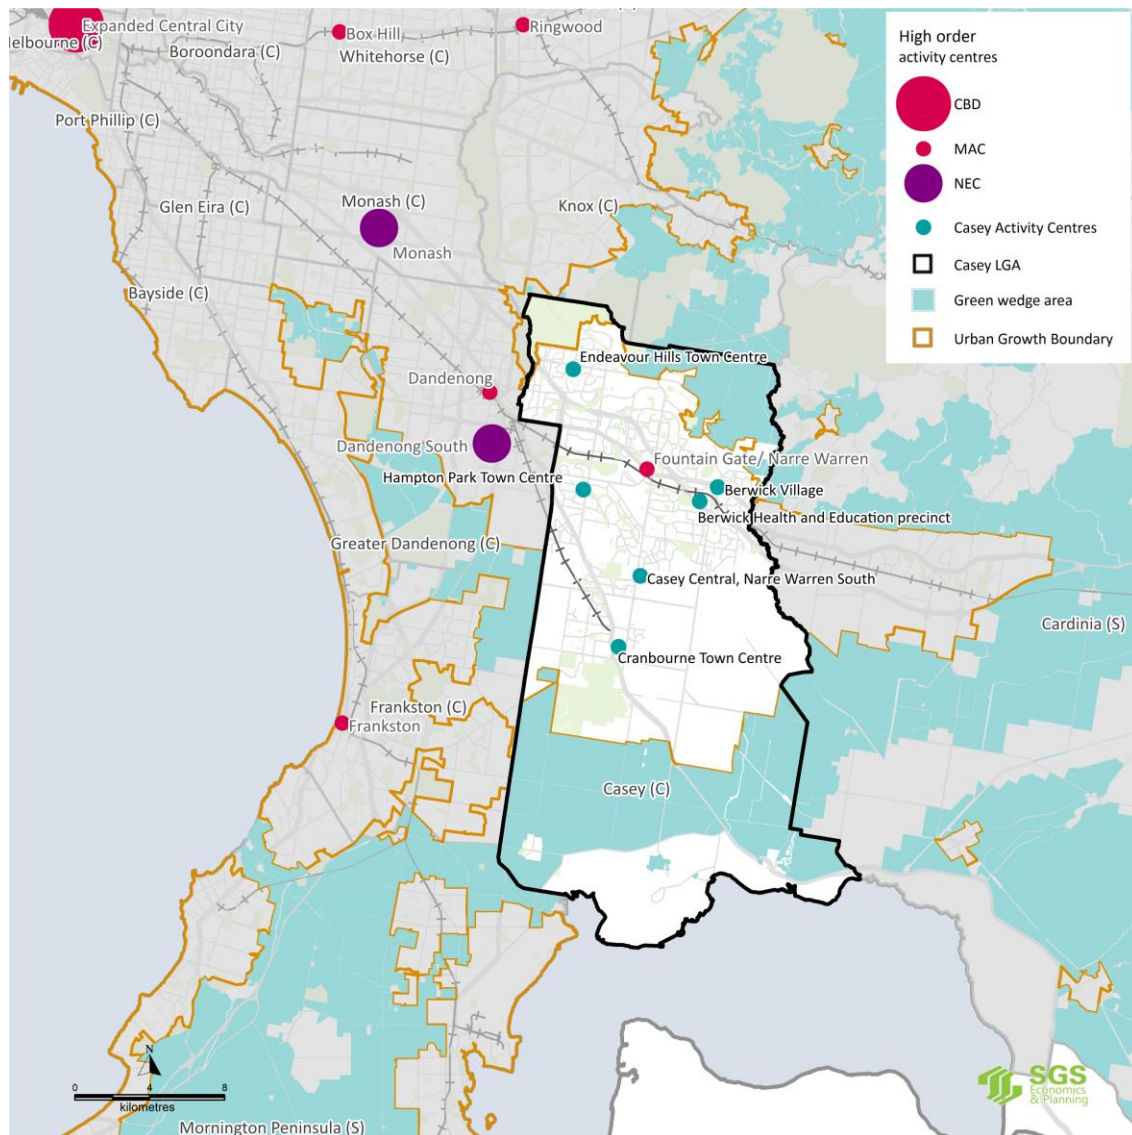 Expanded Central City
Melbourne (C)
Boroondara (C)
Box Hill
Whitehorse (C)
Ringwood
Port Phillip (C)
Glen Eira (C)
Monash (C)
Monash
Knox (C)
Bayside (C)
High order
activity centres
CBD
MAC
NEC
Casey Activity Centres
Casey LGA
Green wedge area
Urban Growth Boundary
Endeavour Hills Town Centre
Dandenong
Dandenong South
Fountain Gate/ Narre Warren
Hampton Park Town Centre
Berwick Village
Berwick Health and Education precinct
Greater Dandenong (C)
Casey Central, Narre Warren South
Cardinia (S)
Cranbourne Town Centre
Frankston (C)
Frankston
Casey (C)
N
0 4 8
kilometres
Mornington Peninsula (S)
SGS
Economics
& Planning